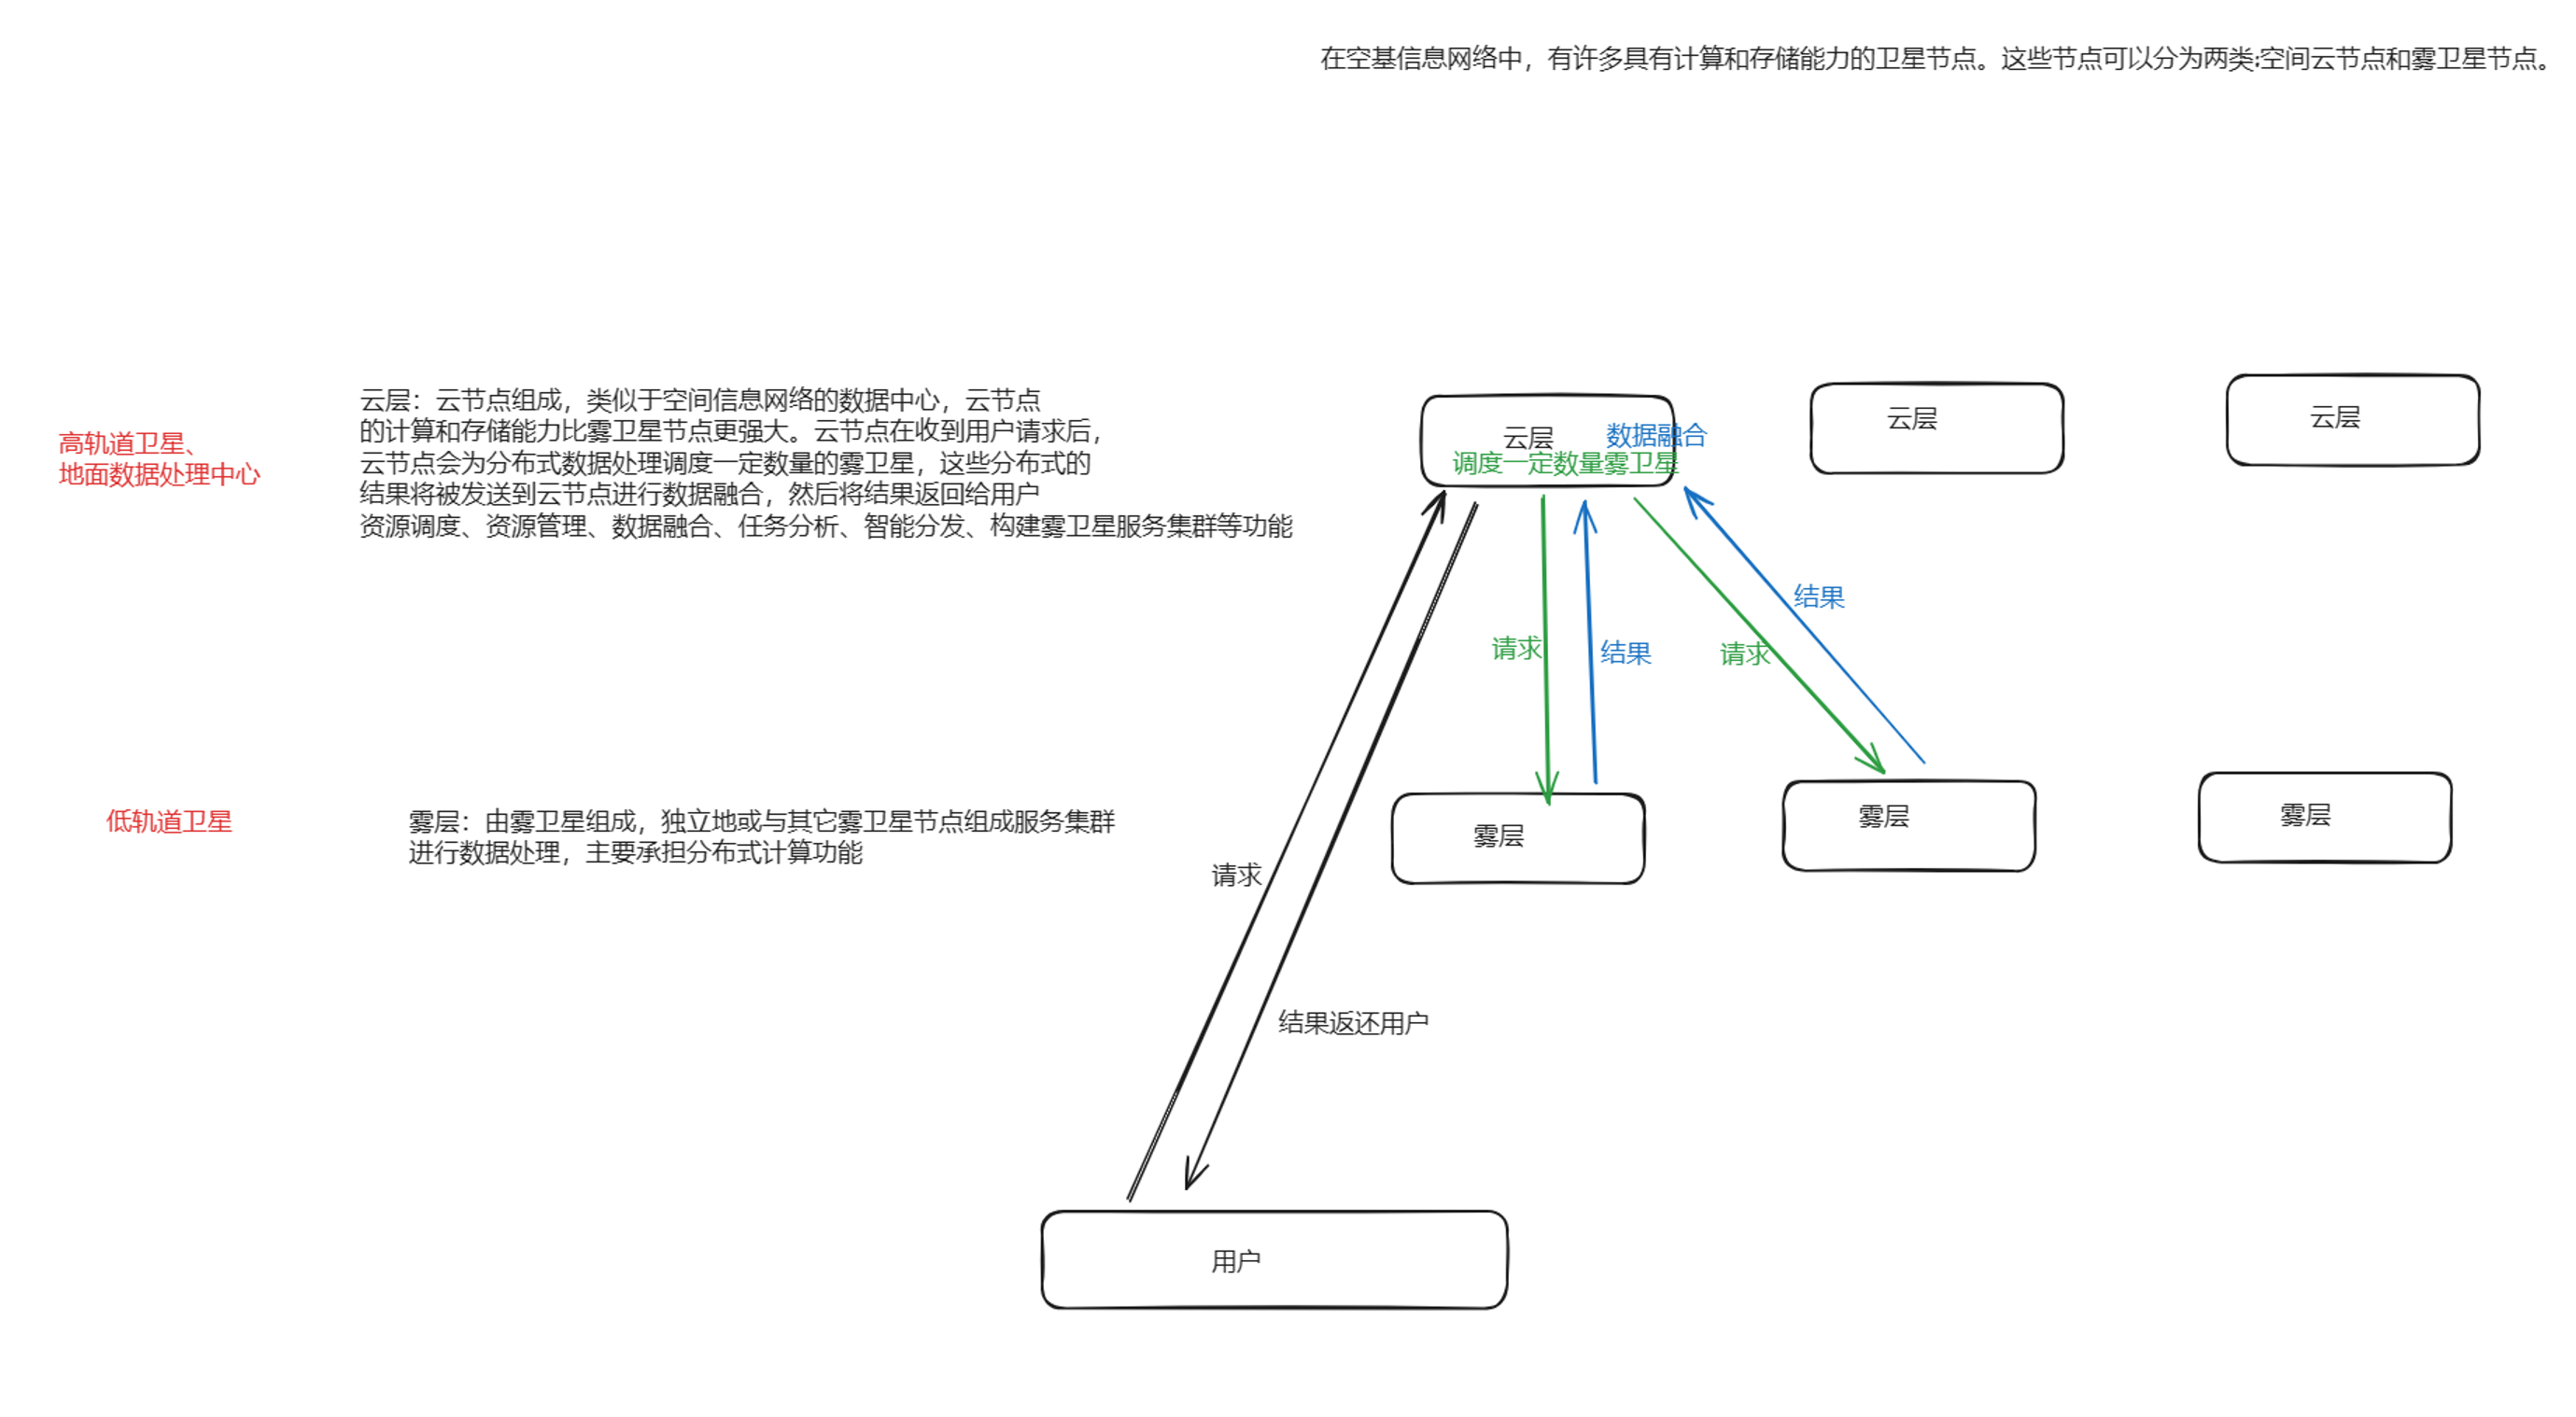 在空基信息网络中，有许多具有计算和存储能力的卫星节点。这些节点可以分为两类:空间云节点和雾卫星节点。
高轨道卫星、
地面数据处理中心
云层：云节点组成，类似于空间信息网络的数据中心，云节点
的计算和存储能力比雾卫星节点更强大。云节点在收到用户请求后，
云节点会为分布式数据处理调度一定数量的雾卫星，这些分布式的
结果将被发送到云节点进行数据融合，然后将结果返回给用户
资源调度、资源管理、数据融合、任务分析、智能分发、构建雾卫星服务集群等功能
云层
数据融合
调度一定数量雾卫星
云层
云层
请求
结果
请求
结果
低轨道卫星
雾层：由雾卫星组成，独立地或与其它雾卫星节点组成服务集群
进行数据处理，主要承担分布式计算功能
雾层
雾层
雾层
请求
结果返还用户
用户